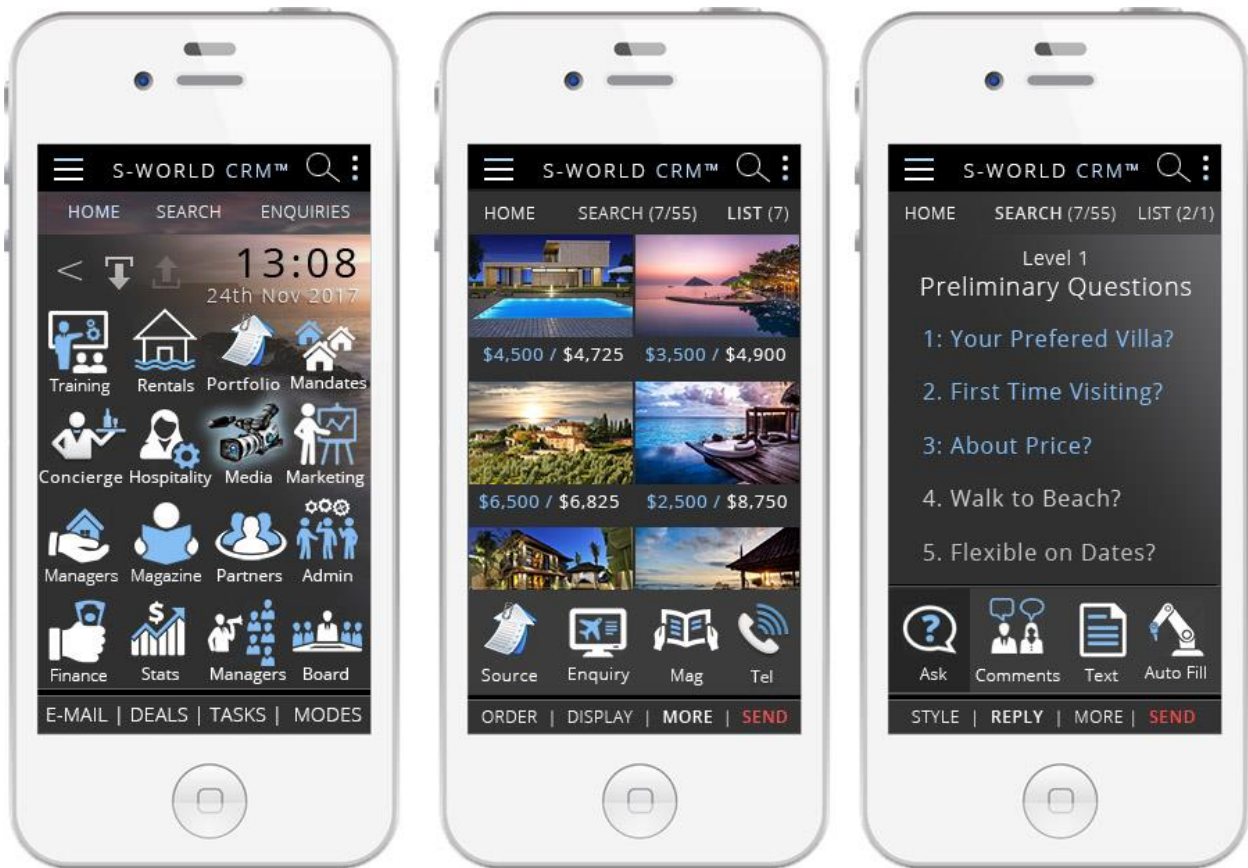 S-WORLD CRM™
HOME SEARCH ENQUIRIES
13:08
24th Nov 2017
Training Rentals Portfolio Mandates
Concierge Hospitality Media Marketing
Managers Magazine Partners Admin
Finance Stats Managers Board
E-MAIL | DEALS | TASKS | MODES
S-WORLD CRM™
HOME SEARCH (7/55) LIST (7)
$4,500 / $4,725 $3,500 / $4,900
$6,500 / $6,825 $2,500 / $8,750
Source Enquiry Mag Tel
ORDER | DISPLAY | MORE | SEND
S-WORLD CRM™
HOME SEARCH (7/55) LIST (2/1)
Level 1
Preliminary Questions
1: Your Prefered Villa?
2. First Time Visiting?
3: About Price?
4. Walk to Beach?
5. Flexible on Dates?
Ask Comments Text Auto Fill
STYLE | REPLY | MORE | SEND